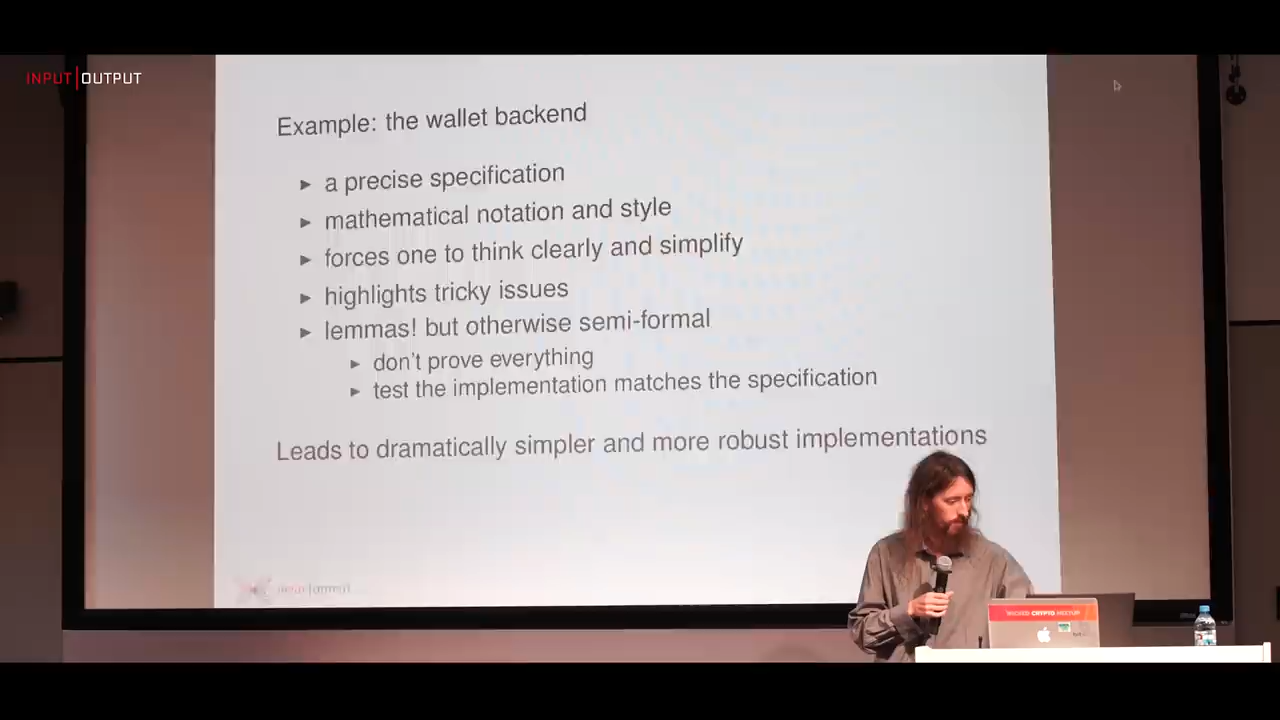 INPUT|OUTPUT
Example: the wallet backend
▸ a precise specification
▸ mathematical notation and style
▸ forces one to think clearly and simplify
▸ highlights tricky issues
▸ lemmas! but otherwise semi-formal
▸ don't prove everything
▸ test the implementation matches the specification
Leads to dramatically simpler and more robust implementations
CRYPTO MEETUP